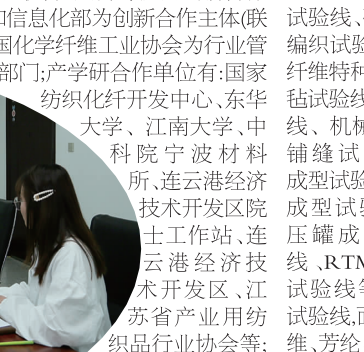 和信息化部为创新合作主体(联
国化学纤维工业协会为行业管
部门;产学研合作单位有:国家
纺织化纤开发中心、东华
大学、江南大学、中
科院宁波材料
所、连云港经济
技术开发区院
士工作站、连
云港经济技
术开发区、江
苏省产业用纺
织品行业协会等;
试验线、
编织试验
纤维特种
毡试验线
线、机械
铺缝试
成型试验
成型试
压罐成
线、RTM
试验线等
试验线,而
维、芳纶